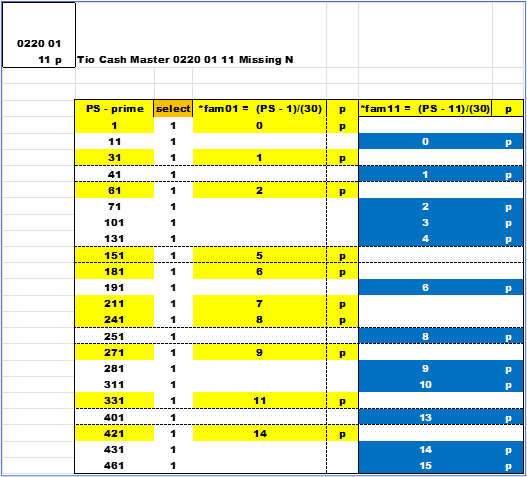 0220 01
11 p Tio Cash Master 0220 01 11 Missing N
PS - prime select *fam01 = (PS - 1)/(30) p *fam11 = (PS - 11)/(30) p
1 1 0 p
11 1 0 p
31 1 1 p
41 1 1 p
61 1 2 p
71 1 2 p
101 1 3 p
131 1 4 p
151 1 5 p
181 1 6 p
191 1 6 p
211 1 7 p
241 1 8 p
251 1 8 p
271 1 9 p
281 1 9 p
311 1 10 p
331 1 11 p
401 1 13 p
421 1 14 p
431 1 14 p
461 1 15 p